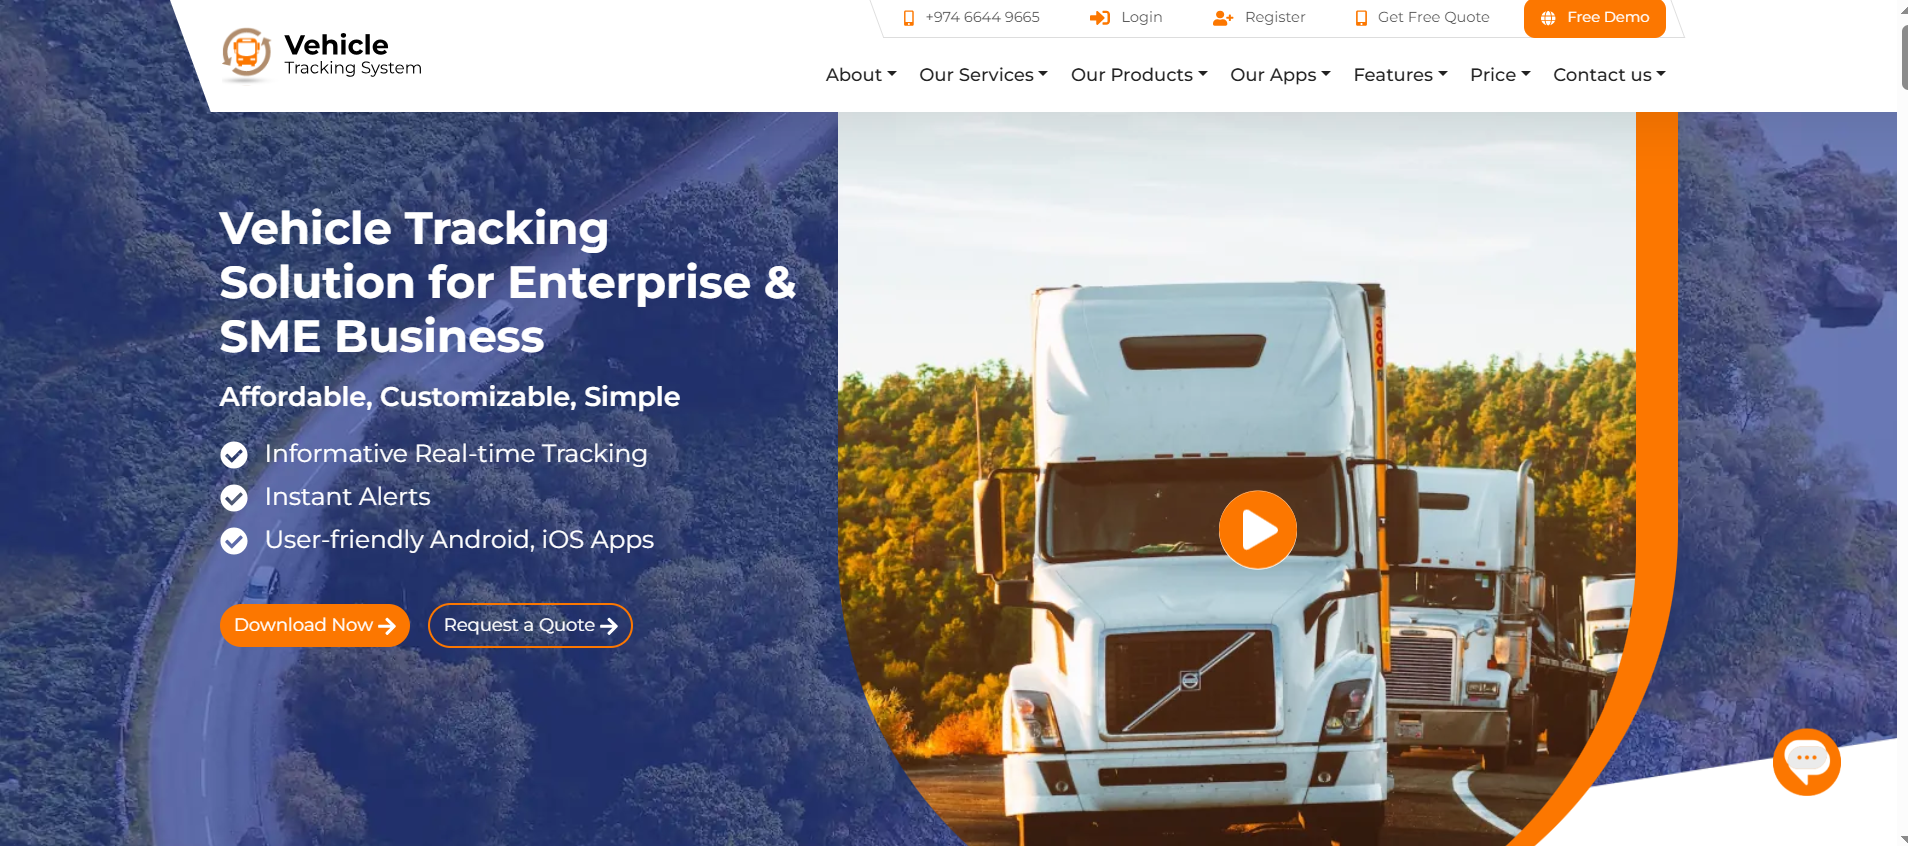 +974 6644 9665
Login
Register
Get Free Quote
Free Demo
Vehicle
Tracking System
About
Our Services
Our Products
Our Apps
Features
Price
Contact us
Vehicle Tracking
Solution for Enterprise &
SME Business
Affordable, Customizable, Simple
Informative Real-time Tracking
Instant Alerts
User-friendly Android, iOS Apps
Download Now
Request a Quote